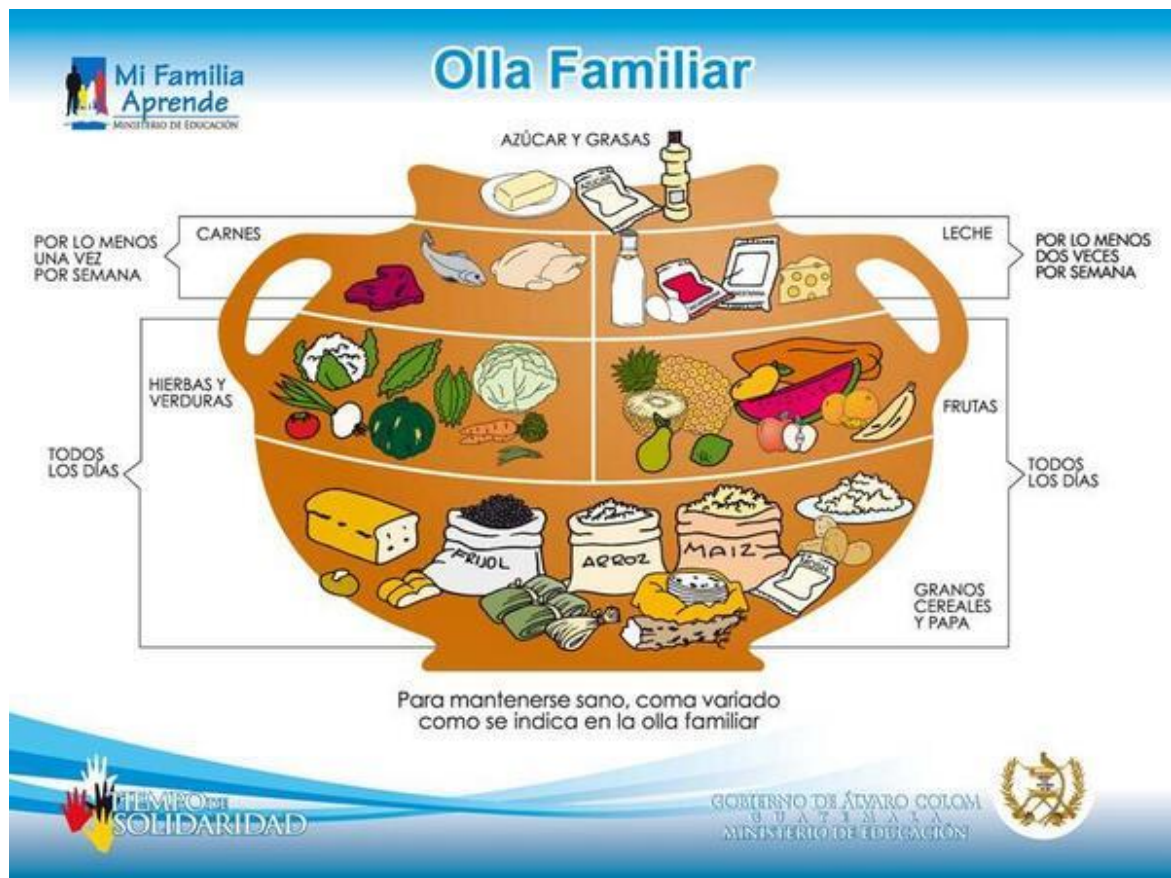 Mi Familia
Aprende
MINISTERIO DE EDUCACIÓN
Olla Familiar
AZÚCAR Y GRASAS
AZUCAR
POR LO MENOS
UNA VEZ
POR SEMANA
CARNES
LECHE
POR LO MENOS
DOS VECES
POR SEMANA
HIERBAS Y
VERDURAS
FRUTAS
TODOS
LOS DÍAS
TODOS
LOS DÍAS
FRIJOL
ARROZ
MAIZ
GRANOS
CEREALES
Y PAPA
Para mantenerse sano, coma variado
como se indica en la olla familiar
TIEMPO DE
SOLIDARIDAD
GOBIERNO DE ÁLVARO COLOM
GUATEMALA
MINISTERIO DE EDUCACIÓN